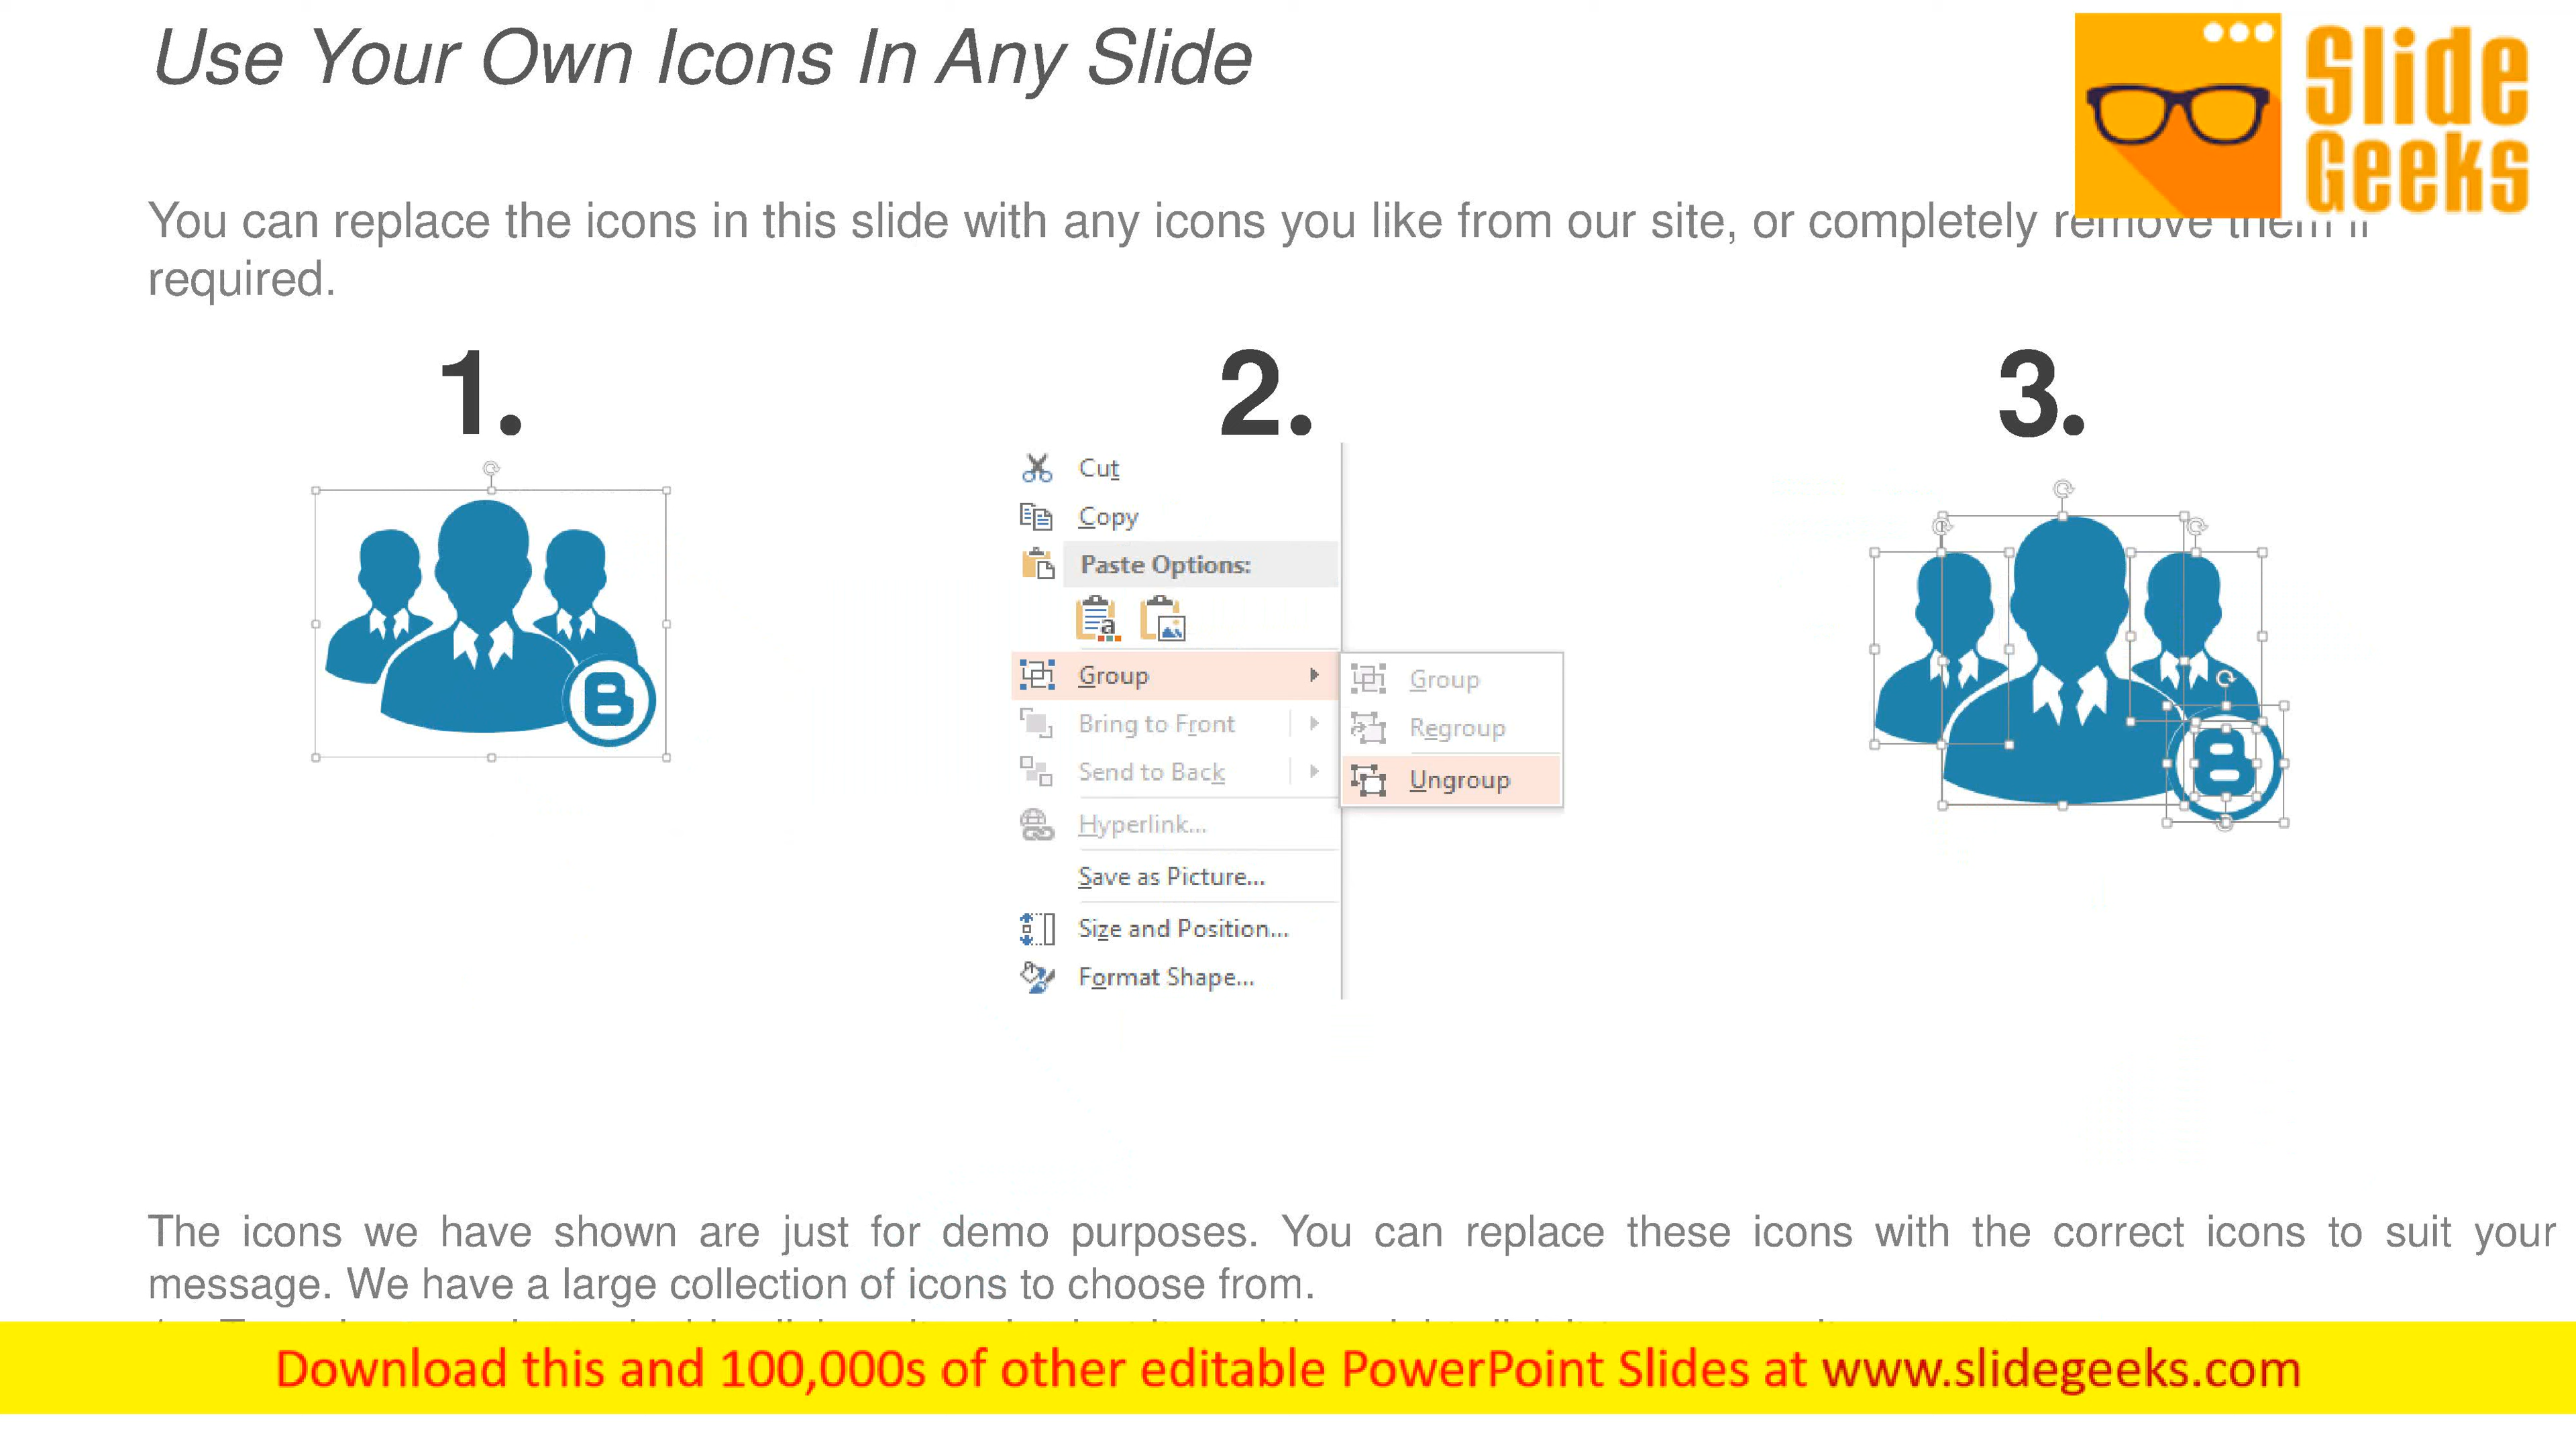 Use Your Own Icons In Any Slide
Slide
Geeks
You can replace the icons in this slide with any icons you like from our site, or completely remove them if
required.
1.
2.
3.
Cut
Copy
Paste Options:
Group
Bring to Front
Send to Back
Hyperlink...
Save as Picture...
Size and Position...
Format Shape...
Group
Regroup
Ungroup
The icons we have shown are just for demo purposes. You can replace these icons with the correct icons to suit your
message. We have a large collection of icons to choose from.
Download this and 100,000s of other editable PowerPoint Slides at www.slidegeeks.com